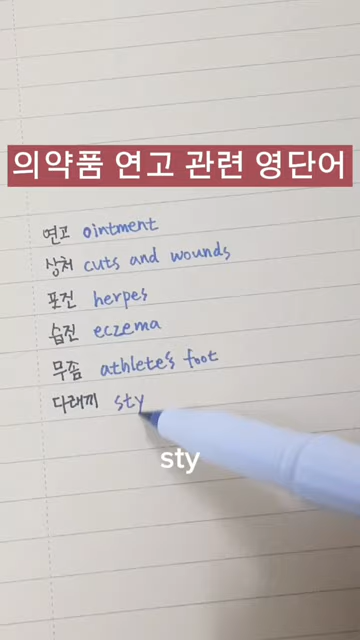 의약품 연고 관련 영단어
연고 ointment
상처 cuts and wounds
포진 herpes
습진 eczema
무좀 athlete's foot
다래끼 sty
sty